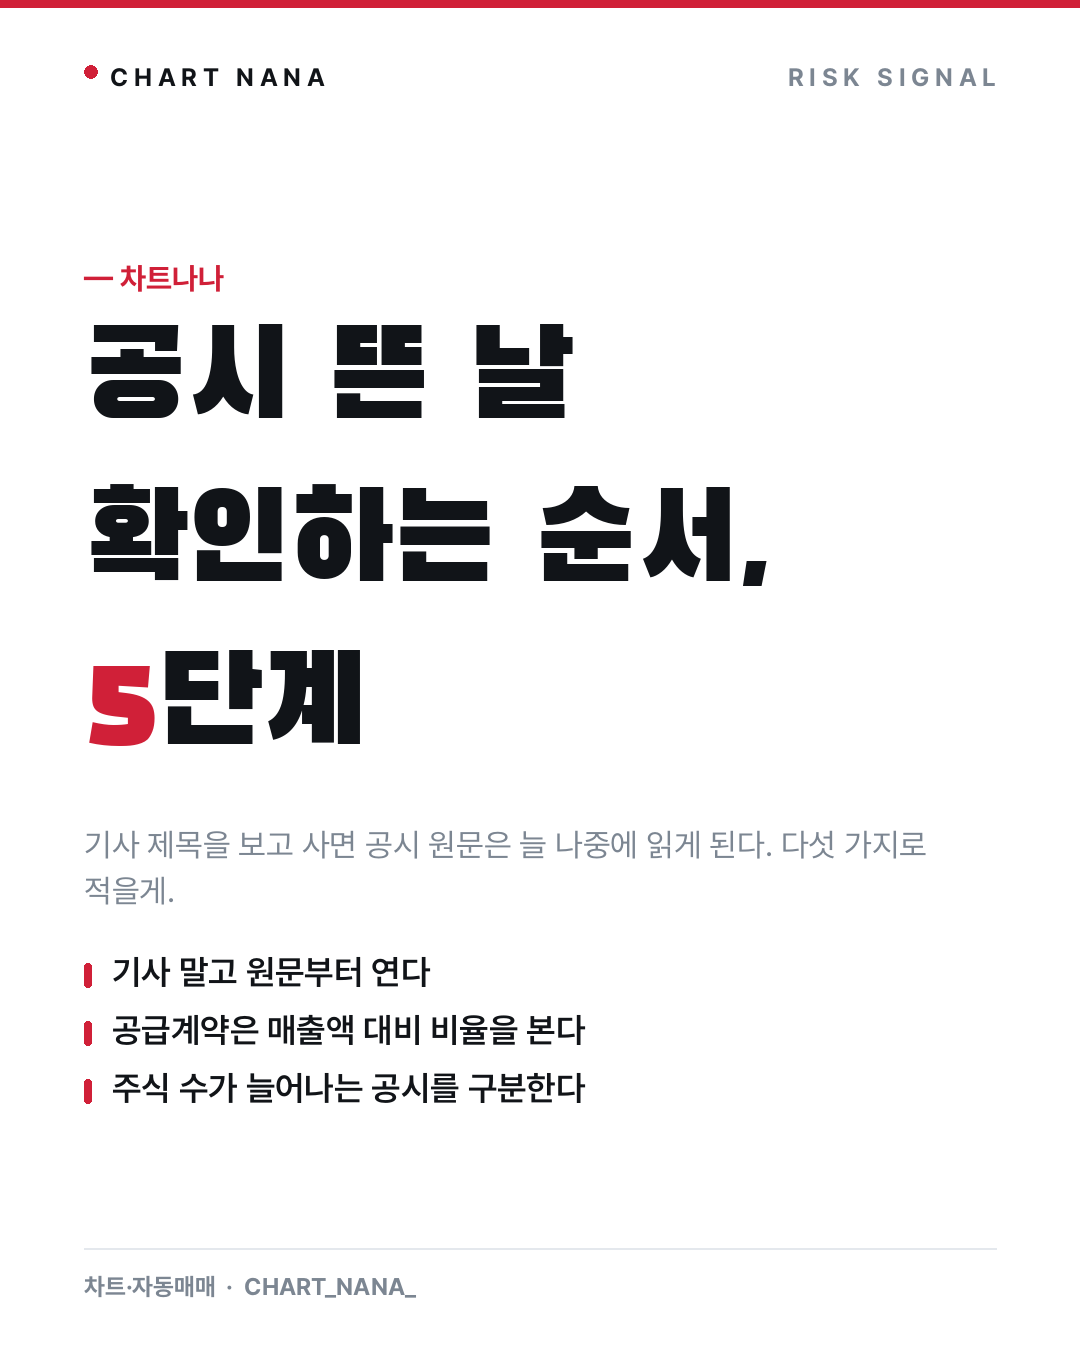 CHART NANA
RISK SIGNAL
— 차트나나
공시 뜬 날
확인하는 순서,
5단계
기사 제목을 보고 사면 공시 원문은 늘 나중에 읽게 된다. 다섯 가지로
적을게.
기사 말고 원문부터 연다
공급계약은 매출액 대비 비율을 본다
주식 수가 늘어나는 공시를 구분한다
차트·자동매매 · CHART_NANA_